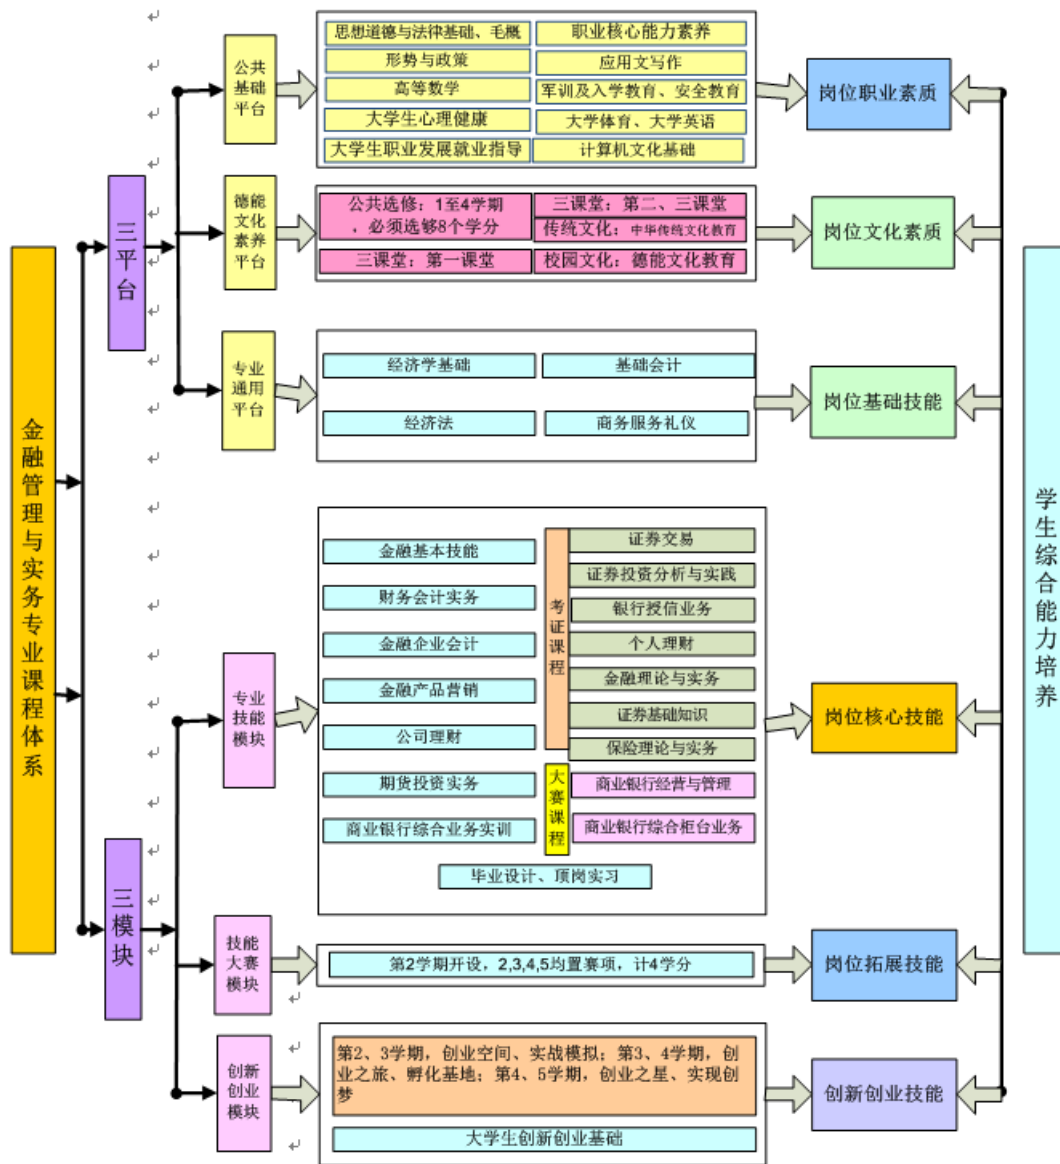 金融管理与实务专业课程体系
三平台
公共
基础
平台
思想道德与法律基础、毛概
职业核心能力素养
形势与政策
应用文写作
高等数学
军训及入学教育、安全教育
大学生心理健康
大学体育、大学英语
大学生职业发展就业指导
计算机文化基础
岗位职业素质
德能
文化
素养
平台
公共选修：1至4学期
，必须选够8个学分
三课堂：第二、三课堂
传统文化：中华传统文化教育
三课堂：第一课堂
校园文化：德能文化教育
岗位文化素质
专业
通用
平台
经济学基础
基础会计
经济法
商务服务礼仪
岗位基础技能
三模块
专业
技能
模块
金融基本技能
财务会计实务
金融企业会计
金融产品营销
公司理财
期货投资实务
商业银行综合业务实训
考证课程
证券交易
证券投资分析与实践
银行授信业务
个人理财
金融理论与实务
证券基础知识
保险理论与实务
大赛课程
商业银行经营与管理
商业银行综合柜台业务
毕业设计、顶岗实习
岗位核心技能
技能
大赛
模块
第2学期开设，2,3,4,5均置赛项，计4学分
岗位拓展技能
创新
创业
模块
第2、3学期，创业空间、实战模拟；第3、4学期，创
业之旅、孵化基地；第4、5学期，创业之星、实现创
梦
大学生创新创业基础
创新创业技能
学生综合能力培养